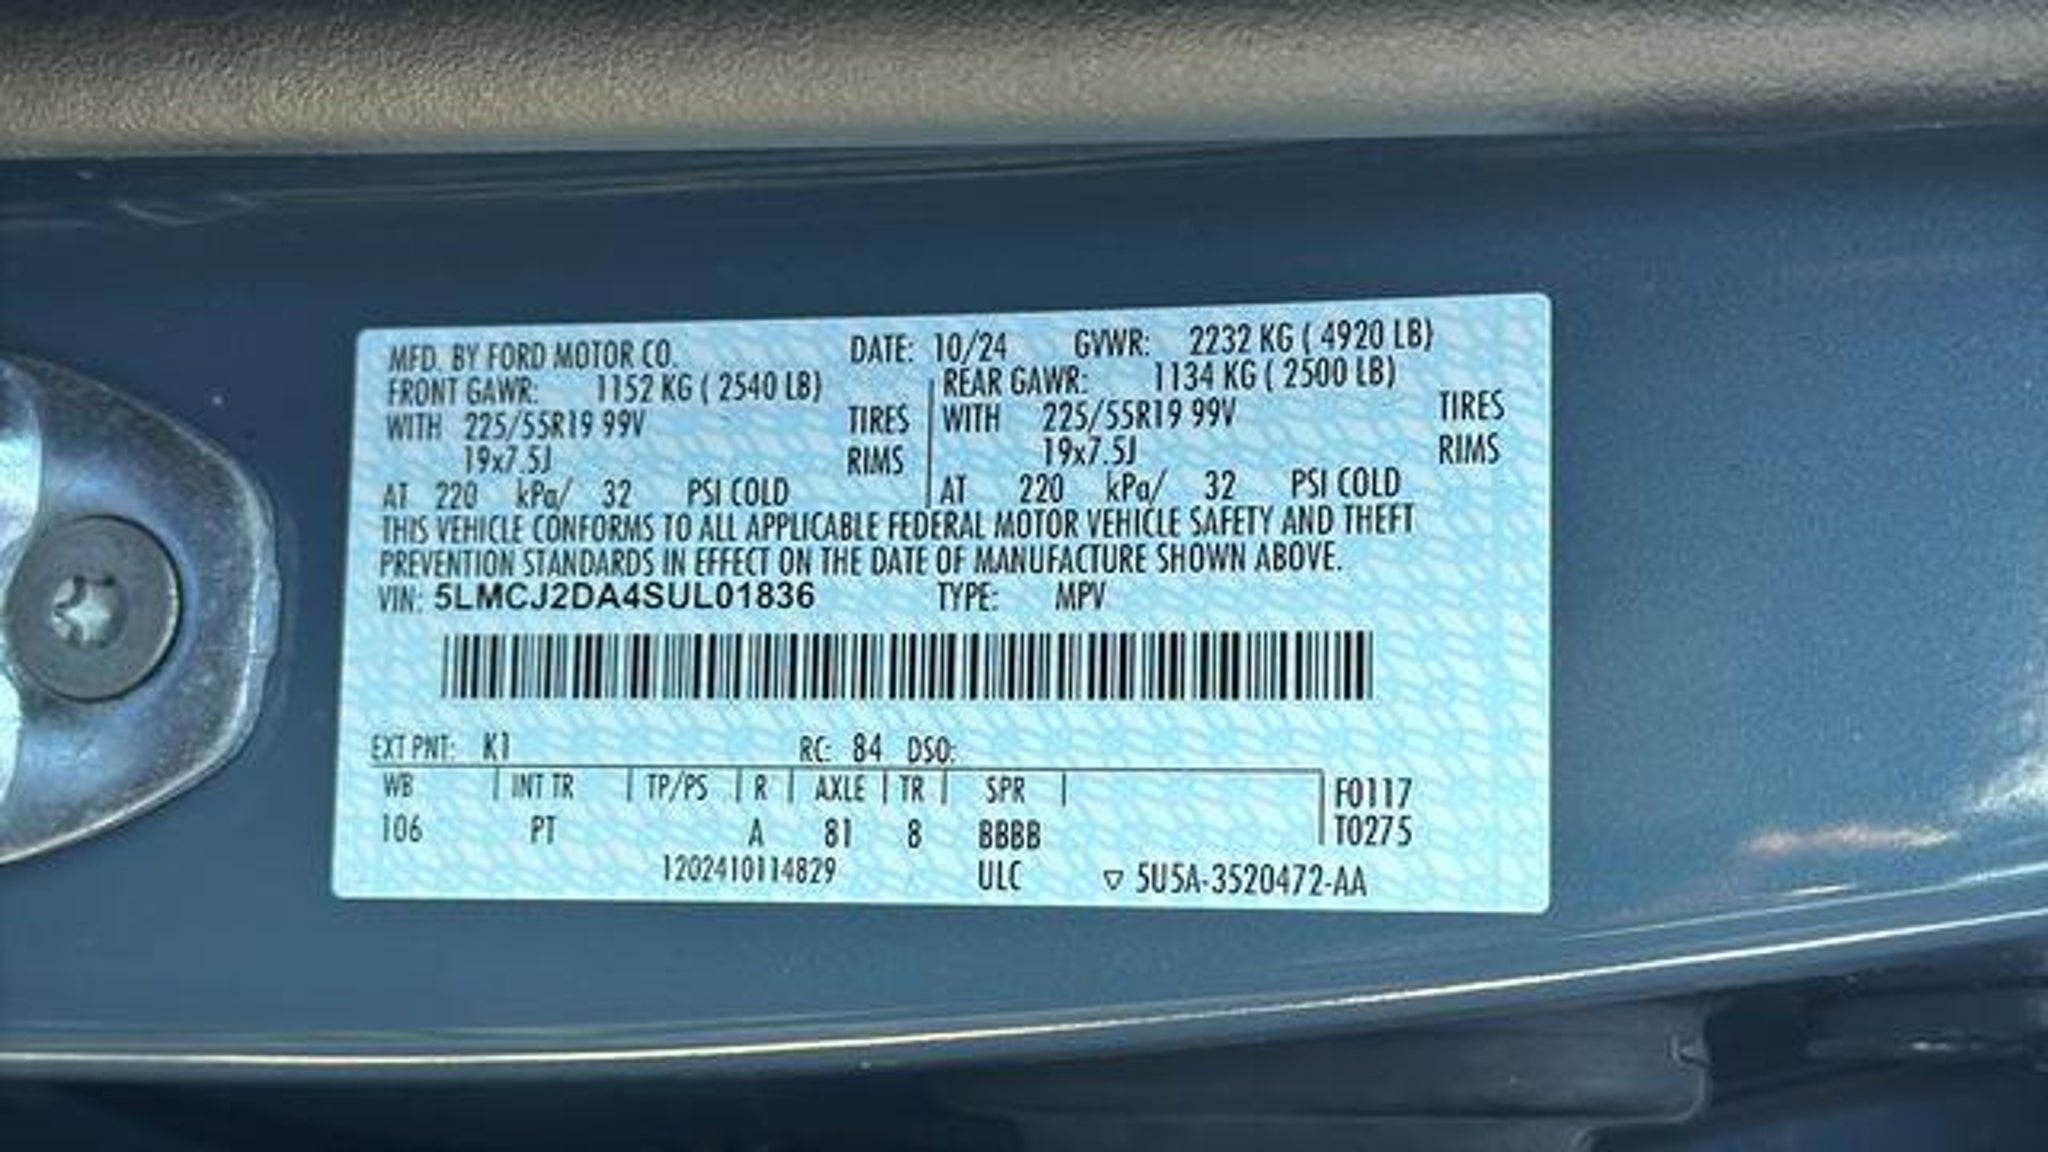 MFD. BY FORD MOTOR CO. DATE: 10/24 GVWR: 2232 KG ( 4920 LB)
FRONT GAWR: 1152 KG ( 2540 LB) REAR GAWR: 1134 KG ( 2500 LB)
WITH 225/55R19 99V TIRES WITH 225/55R19 99V TIRES
19x7.5J RIMS 19x7.5J RIMS
AT 220 kPa/ 32 PSI COLD AT 220 kPa/ 32 PSI COLD
THIS VEHICLE CONFORMS TO ALL APPLICABLE FEDERAL MOTOR VEHICLE SAFETY AND THEFT
PREVENTION STANDARDS IN EFFECT ON THE DATE OF MANUFACTURE SHOWN ABOVE.
VIN: 5LMCJ2DA4SUL01836 TYPE: MPV
EXT PNT: K1 RC: 84 DSO:
WB INT TR TP/PS R AXLE TR SPR F0117
106 PT A 81 8 BBBB T0275
1202410114829 ULC ▽ 5U5A-3520472-AA